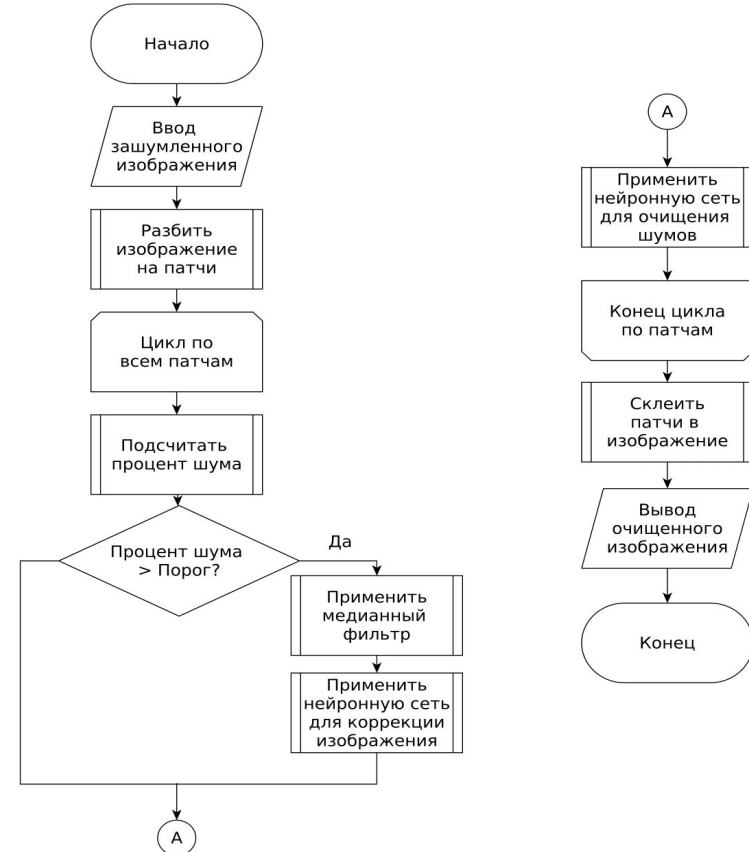 Начало
Ввод
зашумленного
изображения
Разбить
изображение
на патчи
Цикл по
всем патчам
Подсчитать
процент шума
Процент шума
> Порог?
Да
Применить
медианный
фильтр
Применить
нейронную сеть
для коррекции
изображения
А
А
Применить
нейронную сеть
для очищения
шумов
Конец цикла
по патчам
Склеить
патчи в
изображение
Вывод
очищенного
изображения
Конец